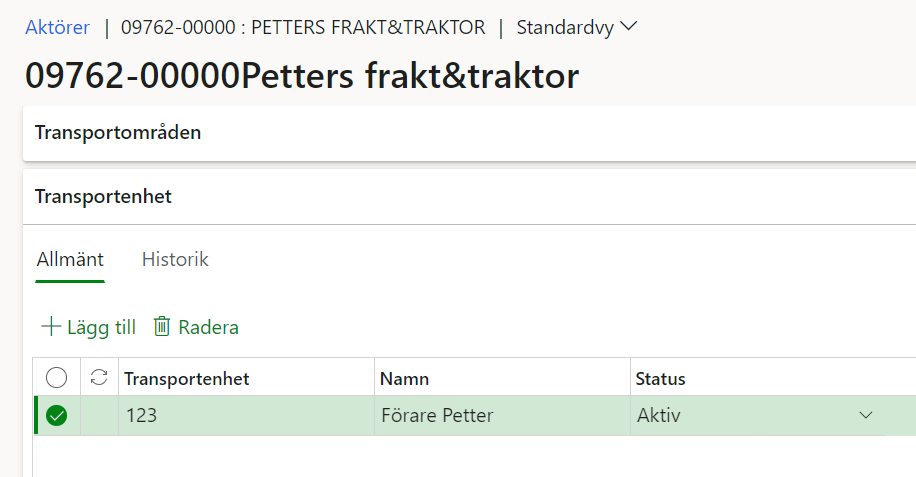 Aktörer | 09762-00000 : PETTERS FRAKT&TRAKTOR | Standardvy
09762-00000Petters frakt&traktor
Transportområden
Transportenhet
Allmänt Historik
Lägg till Radera
Transportenhet Namn Status
123 Förare Petter Aktiv